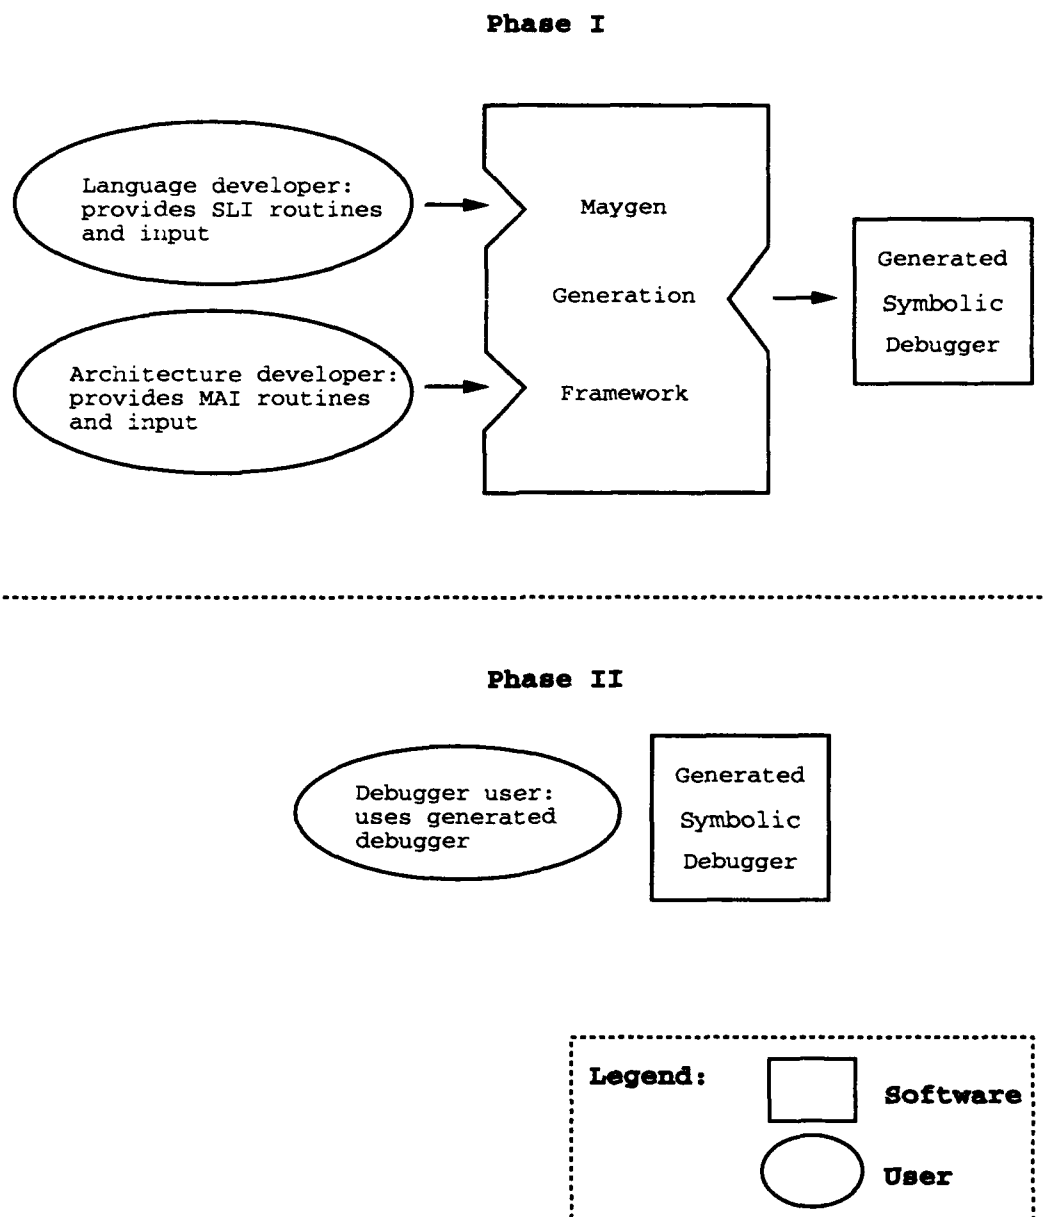 Phase I
Language developer:
provides SLI routines
and input
Architecture developer:
provides MAI routines
and input
Maygen
Generation
Framework
Generated
Symbolic
Debugger
Phase II
Debugger user:
uses generated
debugger
Generated
Symbolic
Debugger
Legend:
Software
User